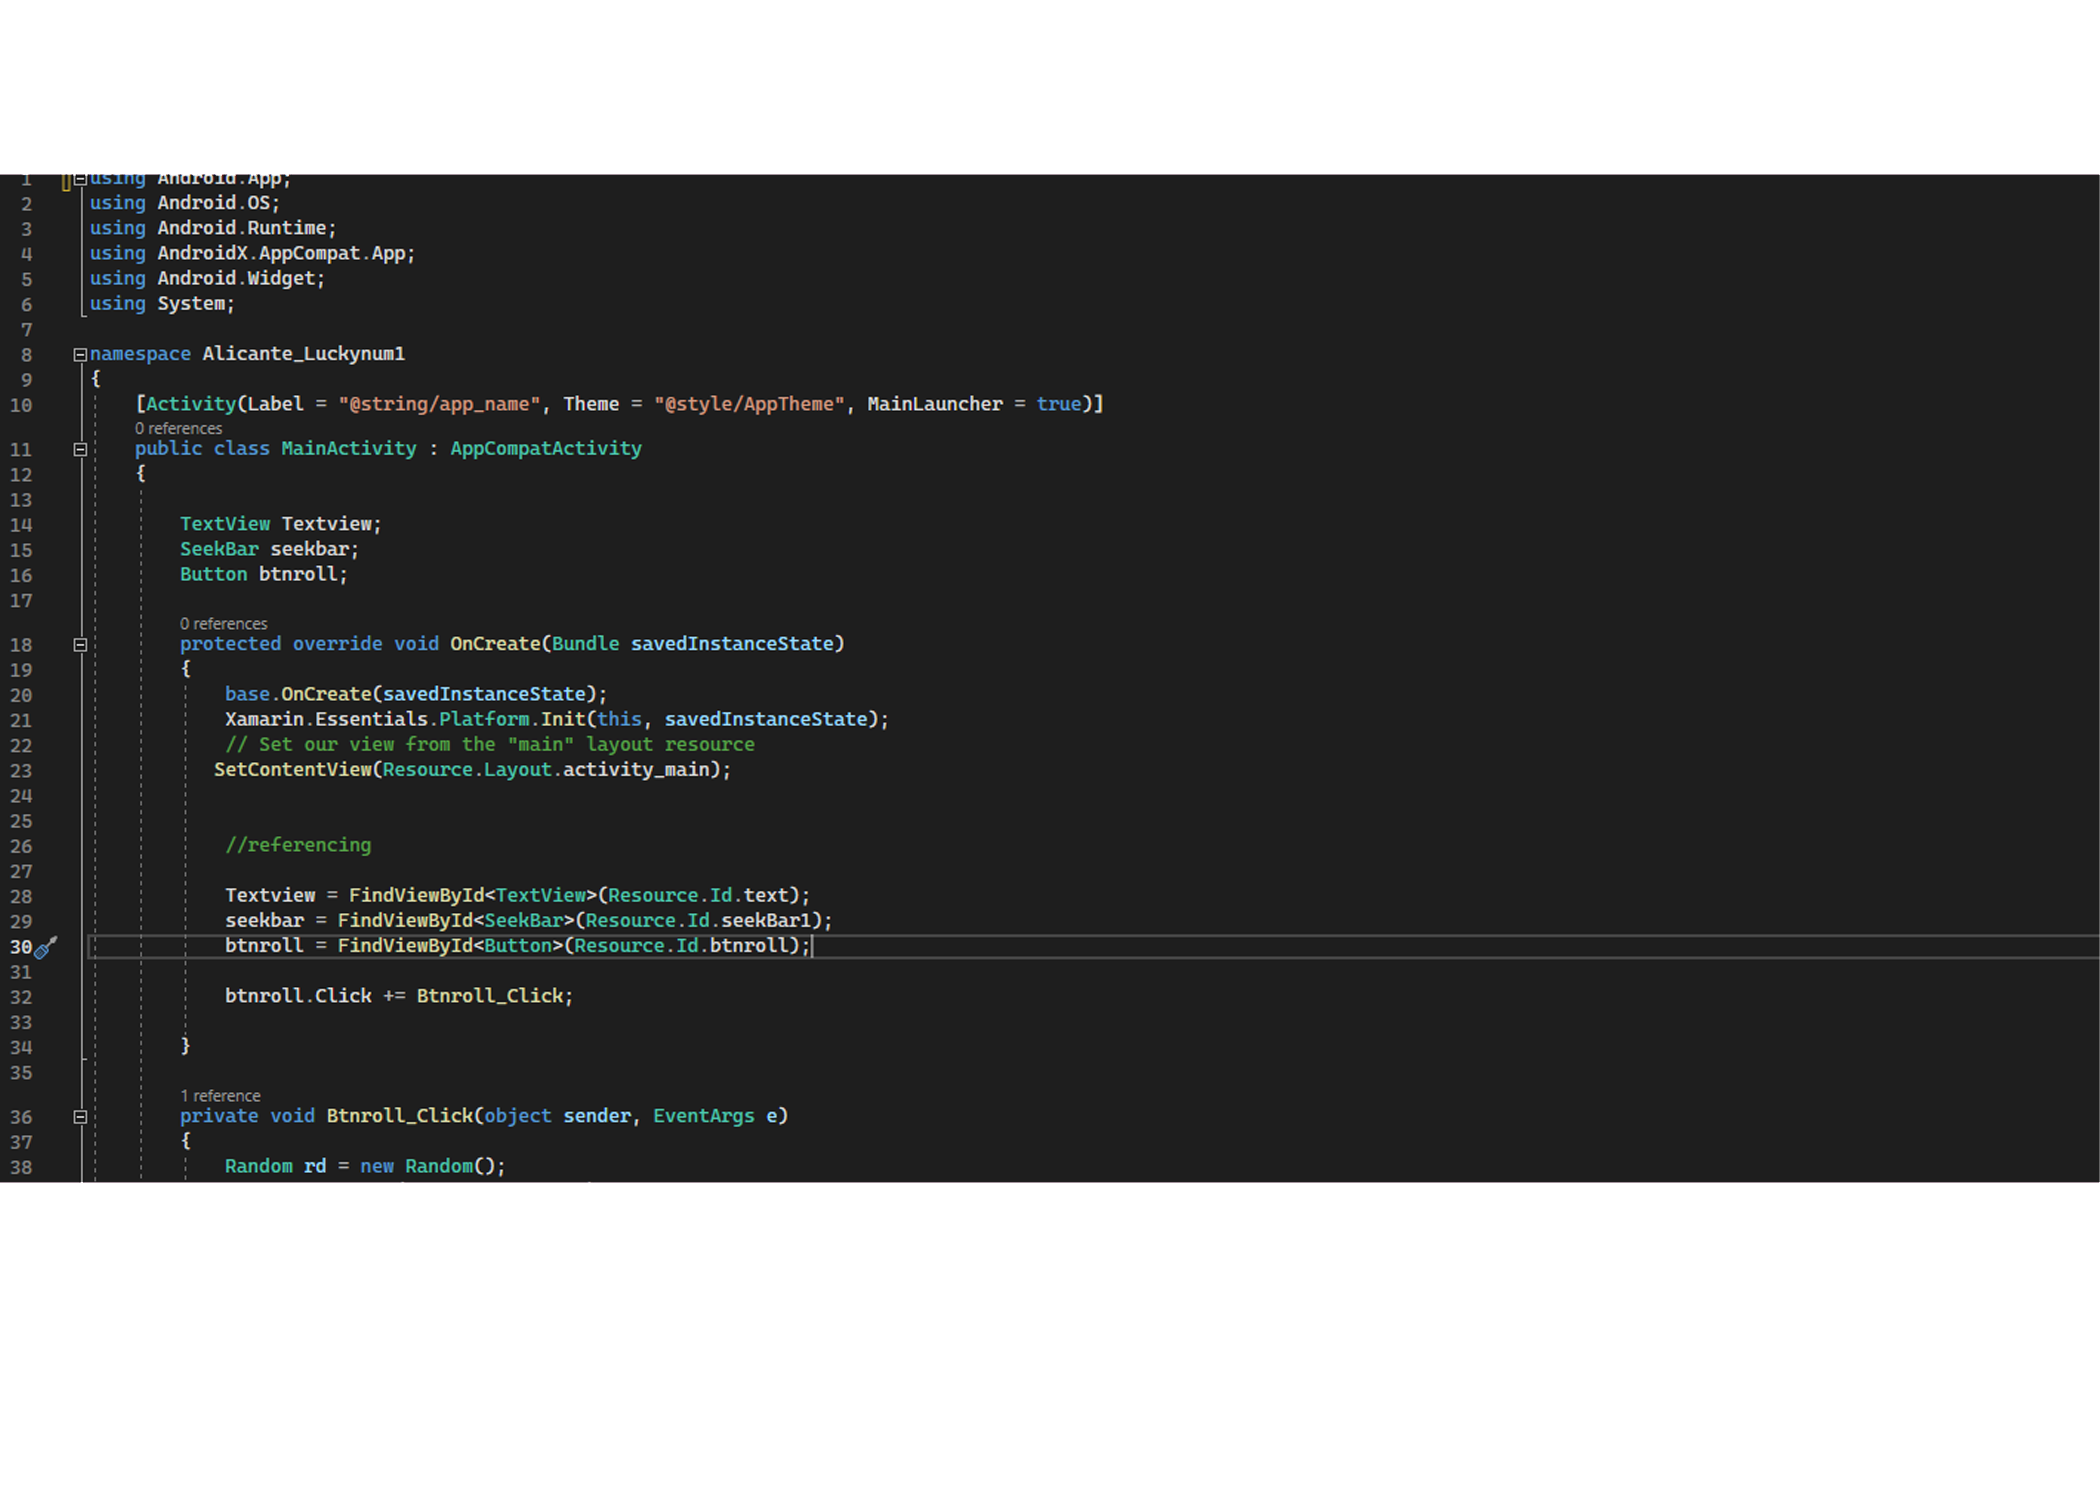 1 using Android.App;
2 using Android.OS;
3 using Android.Runtime;
4 using AndroidX.AppCompat.App;
5 using Android.Widget;
6 using System;
7
8 namespace Alicante_Luckynum1
9 {
10 [Activity(Label = "@string/app_name", Theme = "@style/AppTheme", MainLauncher = true)]
0 references
11 public class MainActivity : AppCompatActivity
12 {
13
14 TextView Textview;
15 SeekBar seekbar;
16 Button btnroll;
17
0 references
18 protected override void OnCreate(Bundle savedInstanceState)
19 {
20 base.OnCreate(savedInstanceState);
21 Xamarin.Essentials.Platform.Init(this, savedInstanceState);
22 // Set our view from the "main" layout resource
23 SetContentView(Resource.Layout.activity_main);
24
25
26 //referencing
27
28 Textview = FindViewById<TextView>(Resource.Id.text);
29 seekbar = FindViewById<SeekBar>(Resource.Id.seekBar1);
30 btnroll = FindViewById<Button>(Resource.Id.btnroll);
31
32 btnroll.Click += Btnroll_Click;
33
34 }
35
1 reference
36 private void Btnroll_Click(object sender, EventArgs e)
37 {
38 Random rd = new Random();